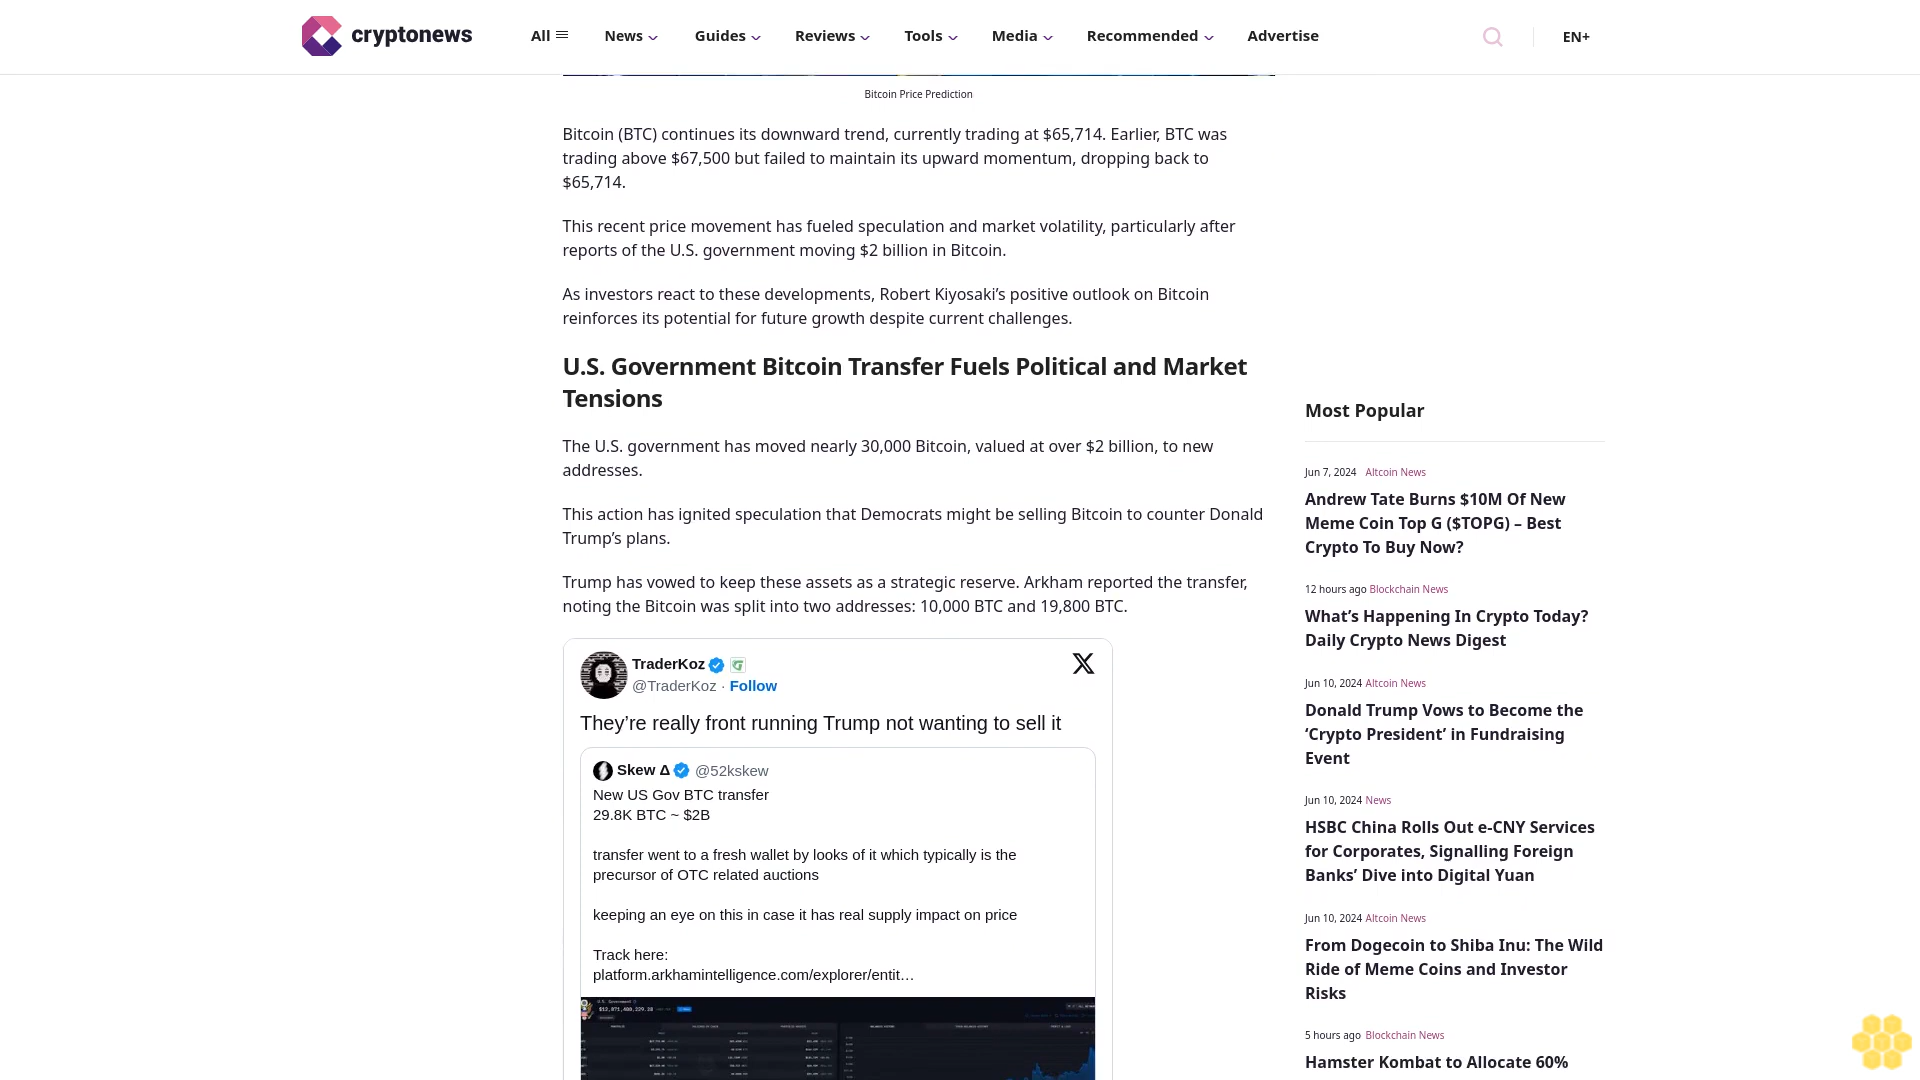 cryptonews
All
News
Guides
Reviews
Tools
Media
Recommended
Advertise
EN+
Bitcoin Price Prediction
Bitcoin (BTC) continues its downward trend, currently trading at $65,714. Earlier, BTC was
trading above $67,500 but failed to maintain its upward momentum, dropping back to
$65,714.
This recent price movement has fueled speculation and market volatility, particularly after
reports of the U.S. government moving $2 billion in Bitcoin.
As investors react to these developments, Robert Kiyosaki’s positive outlook on Bitcoin
reinforces its potential for future growth despite current challenges.
U.S. Government Bitcoin Transfer Fuels Political and Market
Tensions
The U.S. government has moved nearly 30,000 Bitcoin, valued at over $2 billion, to new
addresses.
This action has ignited speculation that Democrats might be selling Bitcoin to counter Donald
Trump’s plans.
Trump has vowed to keep these assets as a strategic reserve. Arkham reported the transfer,
noting the Bitcoin was split into two addresses: 10,000 BTC and 19,800 BTC.
TraderKoz
@TraderKoz · Follow
They’re really front running Trump not wanting to sell it
Skew Δ @52kskew
New US Gov BTC transfer
29.8K BTC ~ $2B
transfer went to a fresh wallet by looks of it which typically is the
precursor of OTC related auctions
keeping an eye on this in case it has real supply impact on price
Track here:
platform.arkhamintelligence.com/explorer/entit…
U.S. Government
Most Popular
Jun 7, 2024 Altcoin News
Andrew Tate Burns $10M Of New
Meme Coin Top G ($TOPG) – Best
Crypto To Buy Now?
12 hours ago Blockchain News
What’s Happening In Crypto Today?
Daily Crypto News Digest
Jun 10, 2024 Altcoin News
Donald Trump Vows to Become the
‘Crypto President’ in Fundraising
Event
Jun 10, 2024 News
HSBC China Rolls Out e-CNY Services
for Corporates, Signalling Foreign
Banks’ Dive into Digital Yuan
Jun 10, 2024 Altcoin News
From Dogecoin to Shiba Inu: The Wild
Ride of Meme Coins and Investor
Risks
5 hours ago Blockchain News
Hamster Kombat to Allocate 60%